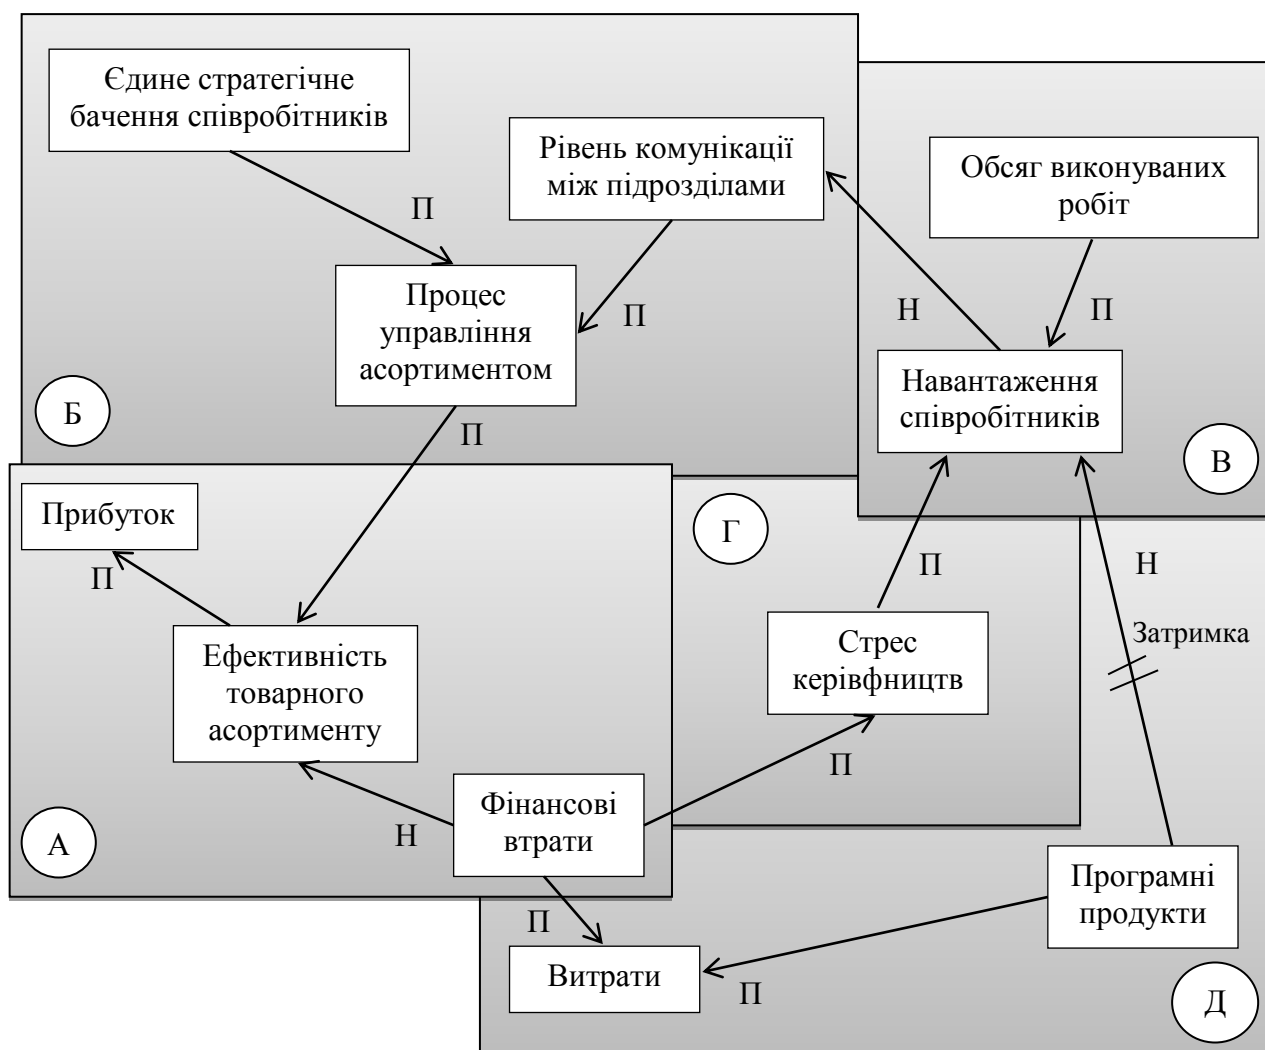 Єдине стратегічне
бачення співробітників
Рівень комунікації
між підрозділами
Обсяг виконуваних
робіт
П
Процес
управління
асортиментом
П
Н
П
Навантаження
співробітників
Б
П
В
Прибуток
Г
П
П
Н
Ефективність
товарного
асортименту
Стрес
керівфництв
Затримка
П
Фінансові
втрати
Н
А
Програмні
продукти
П
Витрати
П
Д